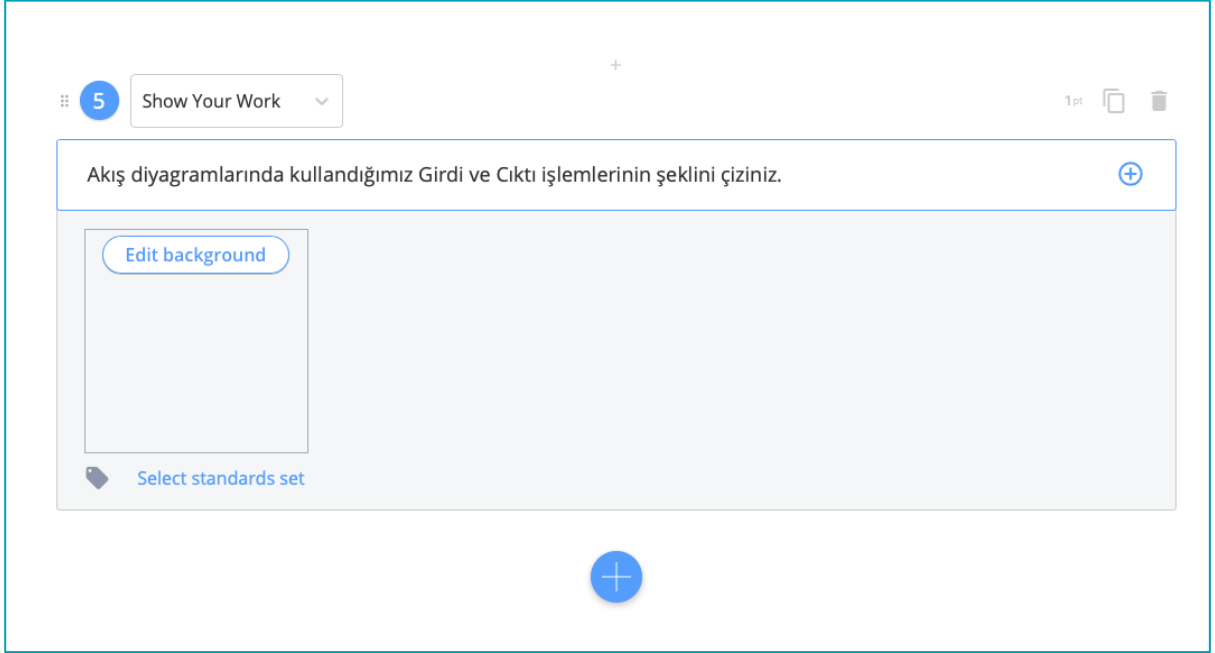 5
Show Your Work
1pt
Akış diyagramlarında kullandığımız Girdi ve Cıktı işlemlerinin şeklini çiziniz.
Edit background
Select standards set